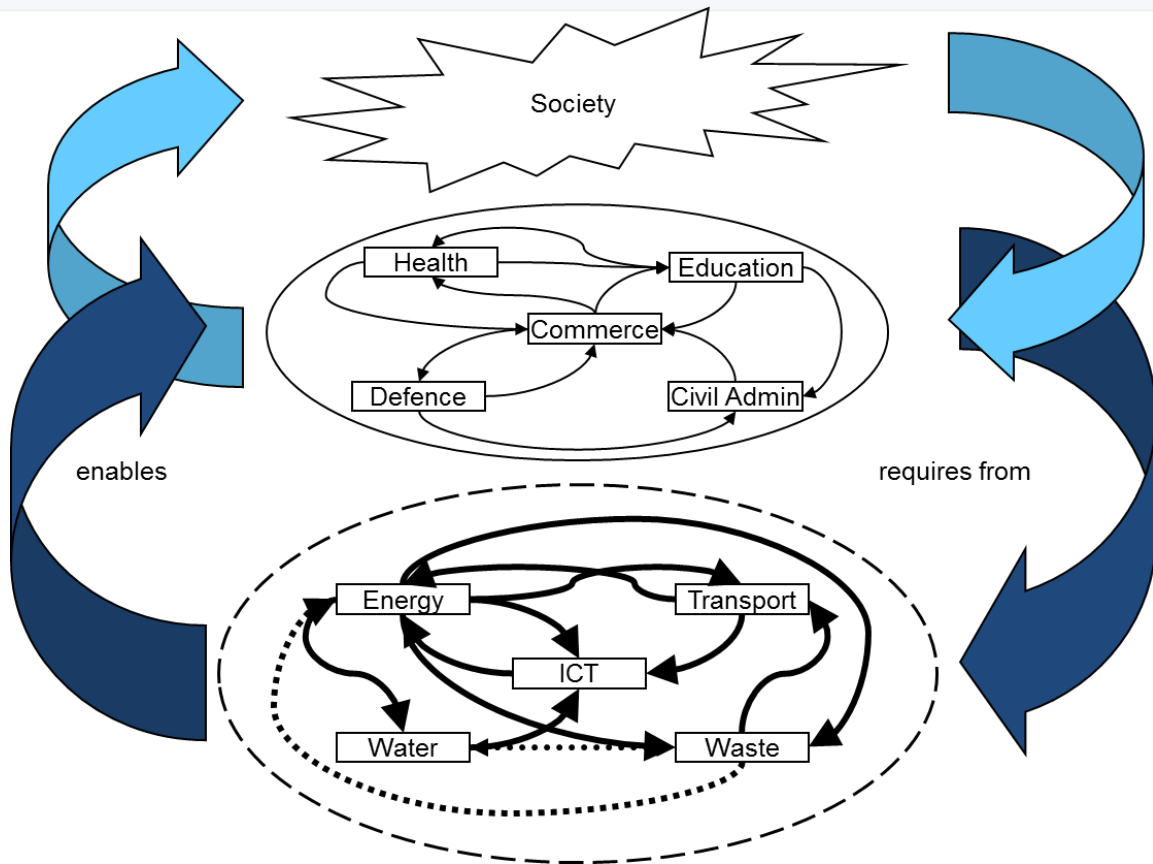 Society
Health
Education
Commerce
Defence
Civil Admin
enables
requires from
Energy
Transport
ICT
Water
Waste